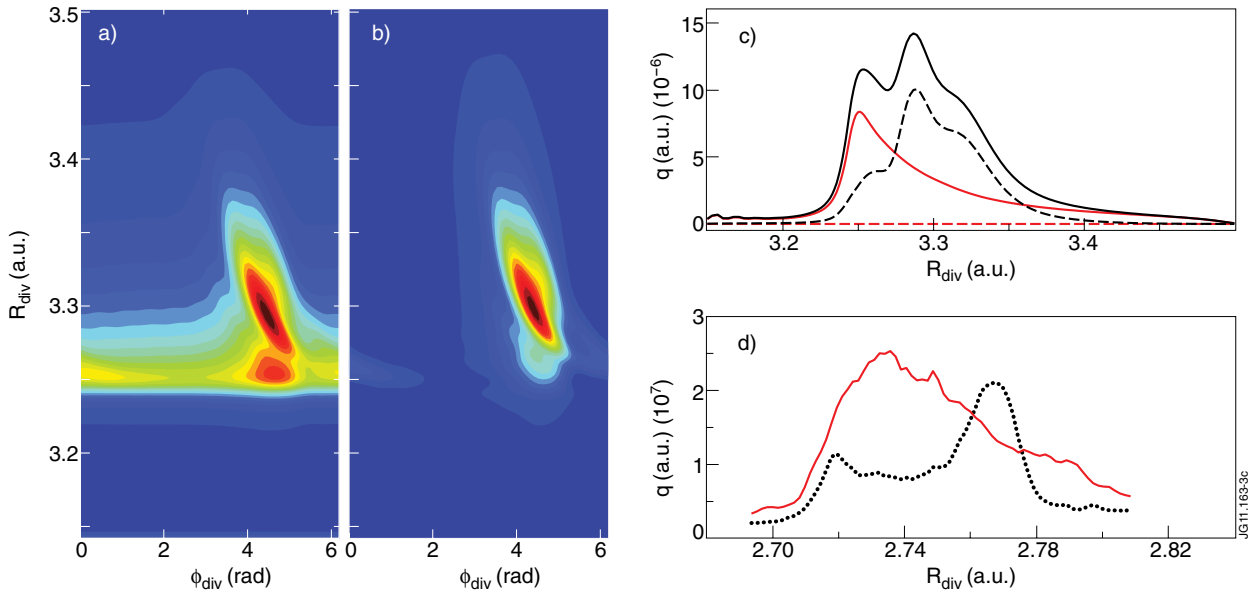 a)
3.5
3.4
3.3
3.2
R_div (a.u.)
0
2
4
6
ϕ_div (rad)
b)
0
2
4
6
ϕ_div (rad)
c)
15
10
5
0
q (a.u.) (10⁻⁶)
3.2
3.3
3.4
R_div (a.u.)
d)
3
2
1
0
q (a.u.) (10⁷)
2.70
2.74
2.78
2.82
R_div (a.u.)
JG11.163-3c